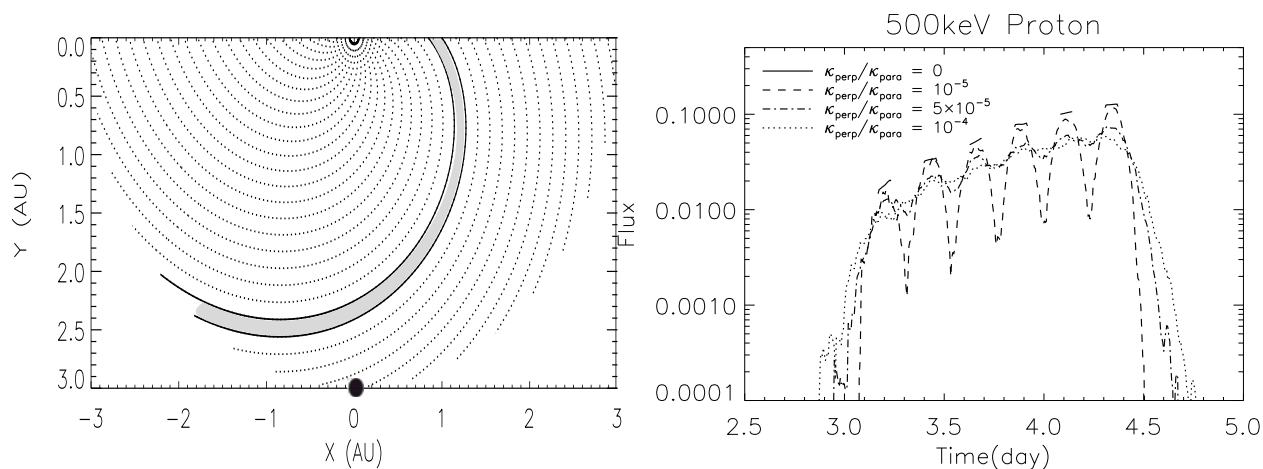 0.0
0.5
1.0
1.5
2.0
2.5
3.0
Y (AU)
−3 −2 −1 0 1 2 3
X (AU)
500keV Proton
κperp/κpara = 0
κperp/κpara = 10⁻⁵
κperp/κpara = 5×10⁻⁵
κperp/κpara = 10⁻⁴
0.1000
0.0100
0.0010
0.0001
Flux
2.5 3.0 3.5 4.0 4.5 5.0
Time(day)